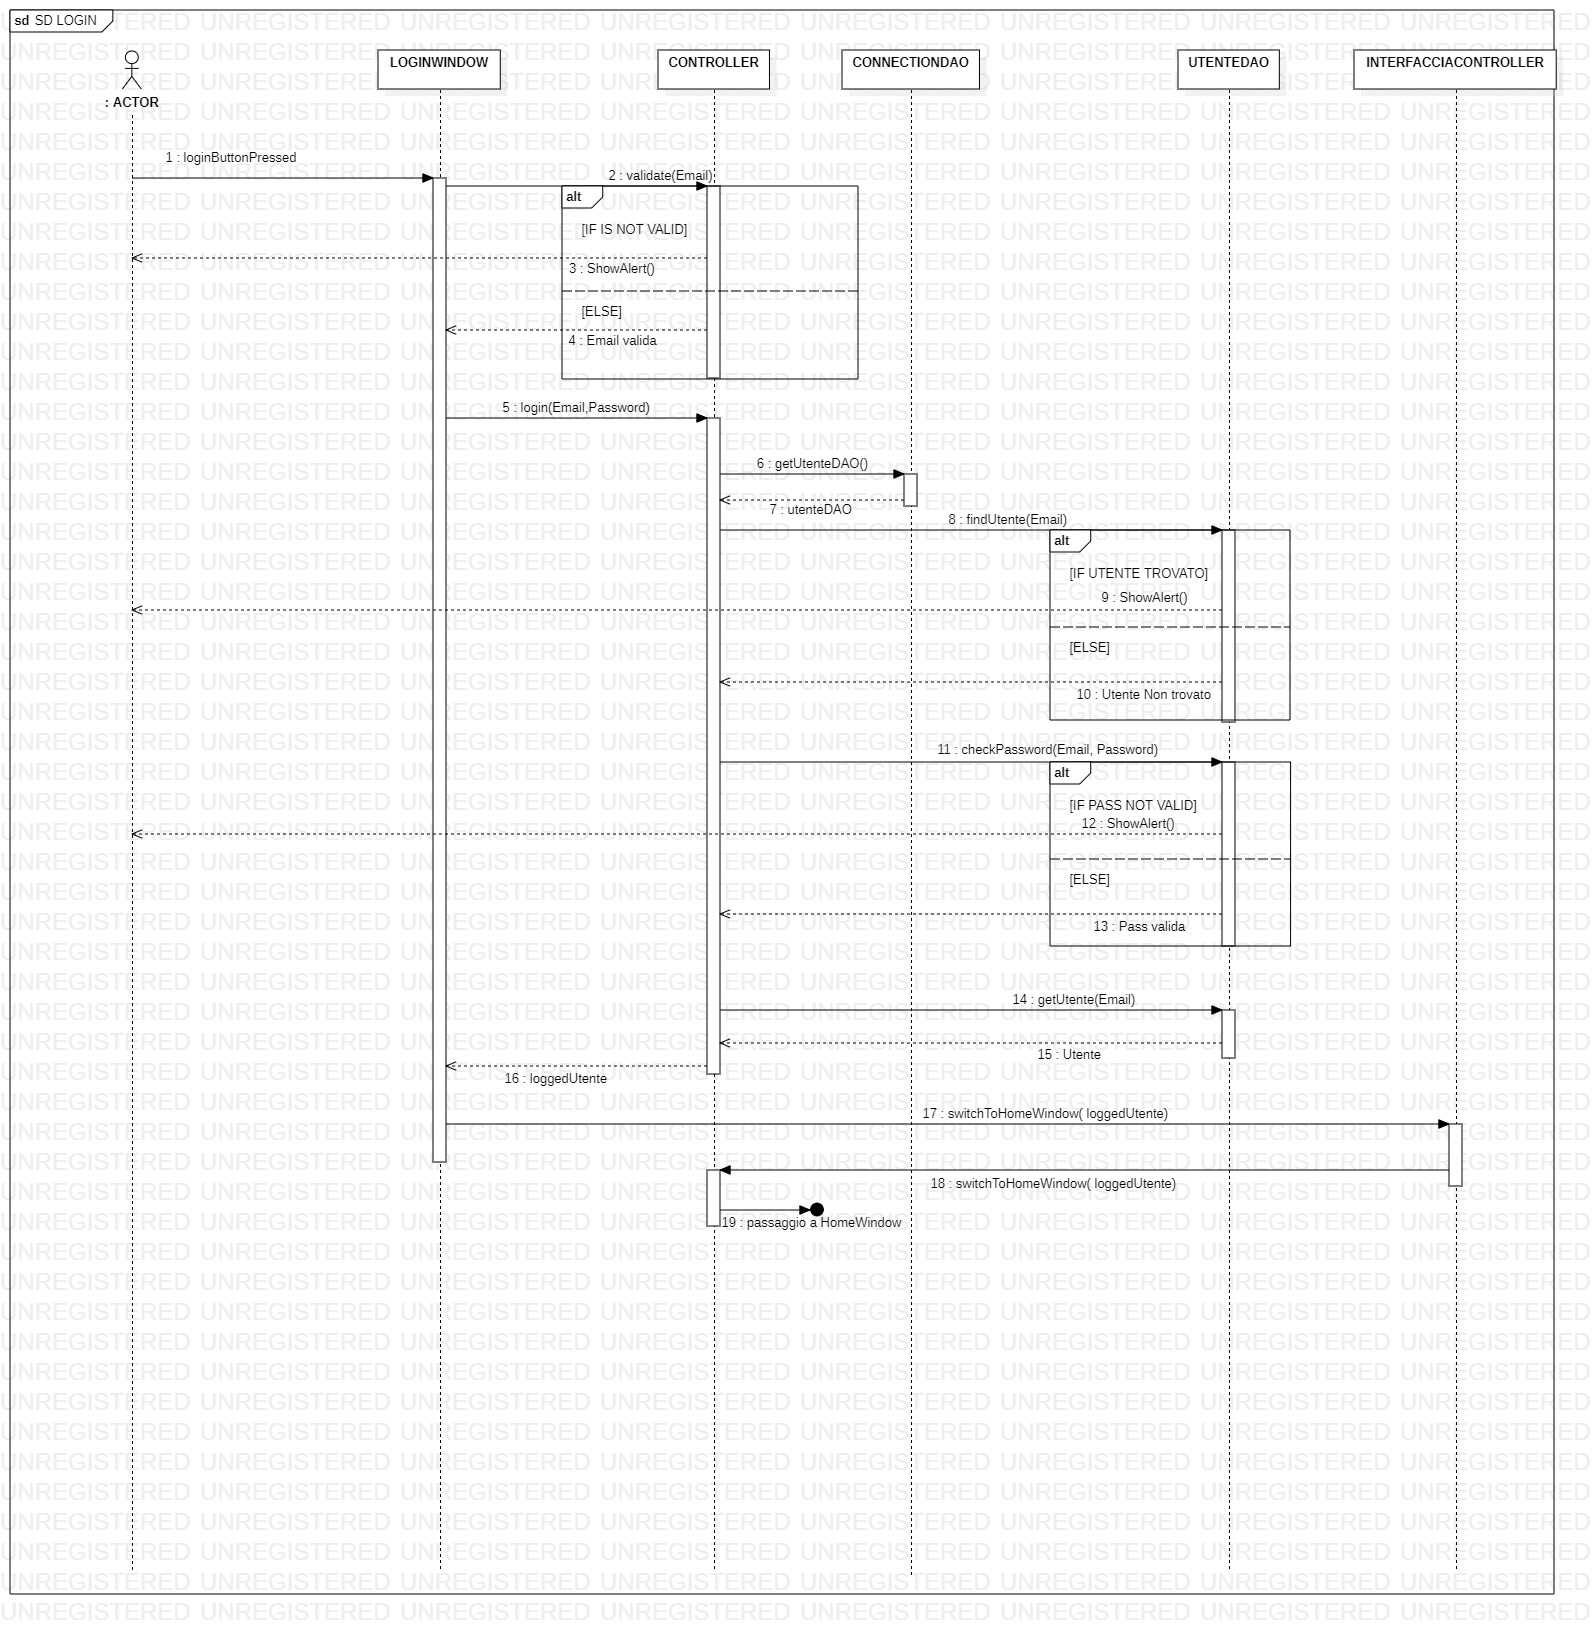 sd SD LOGIN
: ACTOR
LOGINWINDOW
CONTROLLER
CONNECTIONDAO
UTENTEDAO
INTERFACCIACONTROLLER
1 : loginButtonPressed
2 : validate(Email)
alt
[IF IS NOT VALID]
3 : ShowAlert()
[ELSE]
4 : Email valida
5 : login(Email,Password)
6 : getUtenteDAO()
7 : utenteDAO
8 : findUtente(Email)
alt
[IF UTENTE TROVATO]
9 : ShowAlert()
[ELSE]
10 : Utente Non trovato
11 : checkPassword(Email, Password)
alt
[IF PASS NOT VALID]
12 : ShowAlert()
[ELSE]
13 : Pass valida
14 : getUtente(Email)
15 : Utente
16 : loggedUtente
17 : switchToHomeWindow( loggedUtente)
18 : switchToHomeWindow( loggedUtente)
19 : passaggio a HomeWindow
UNREGISTERED UNREGISTERED UNREGISTERED UNREGISTERED UNREGISTERED UNREGISTERED UNREGISTERED UNREGISTERED